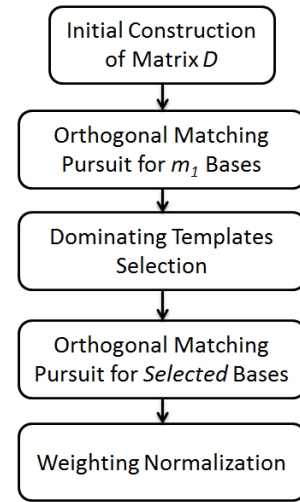 Initial Construction
of Matrix D
Orthogonal Matching
Pursuit for m₁ Bases
Dominating Templates
Selection
Orthogonal Matching
Pursuit for Selected Bases
Weighting Normalization